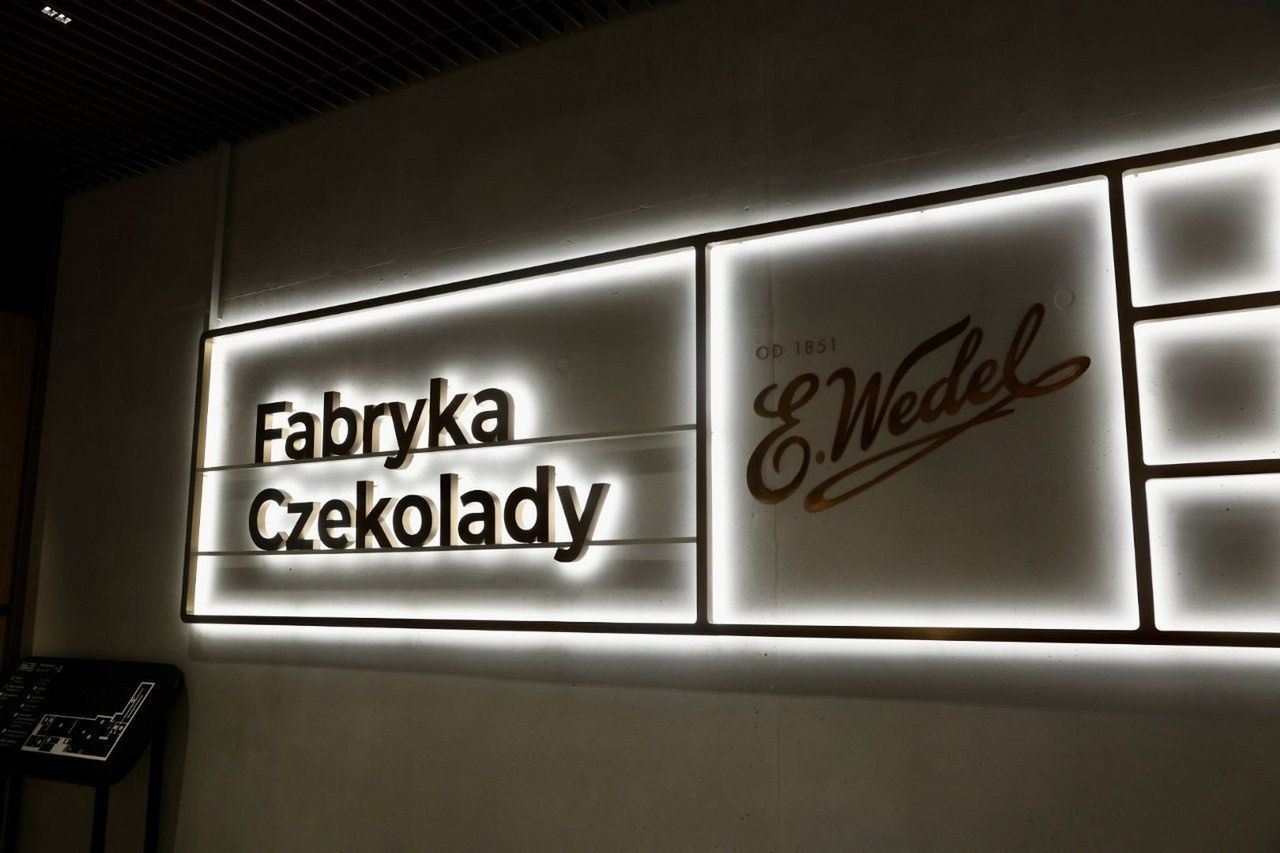 Fabryka
Czekolady
OD 1851
E. Wedel